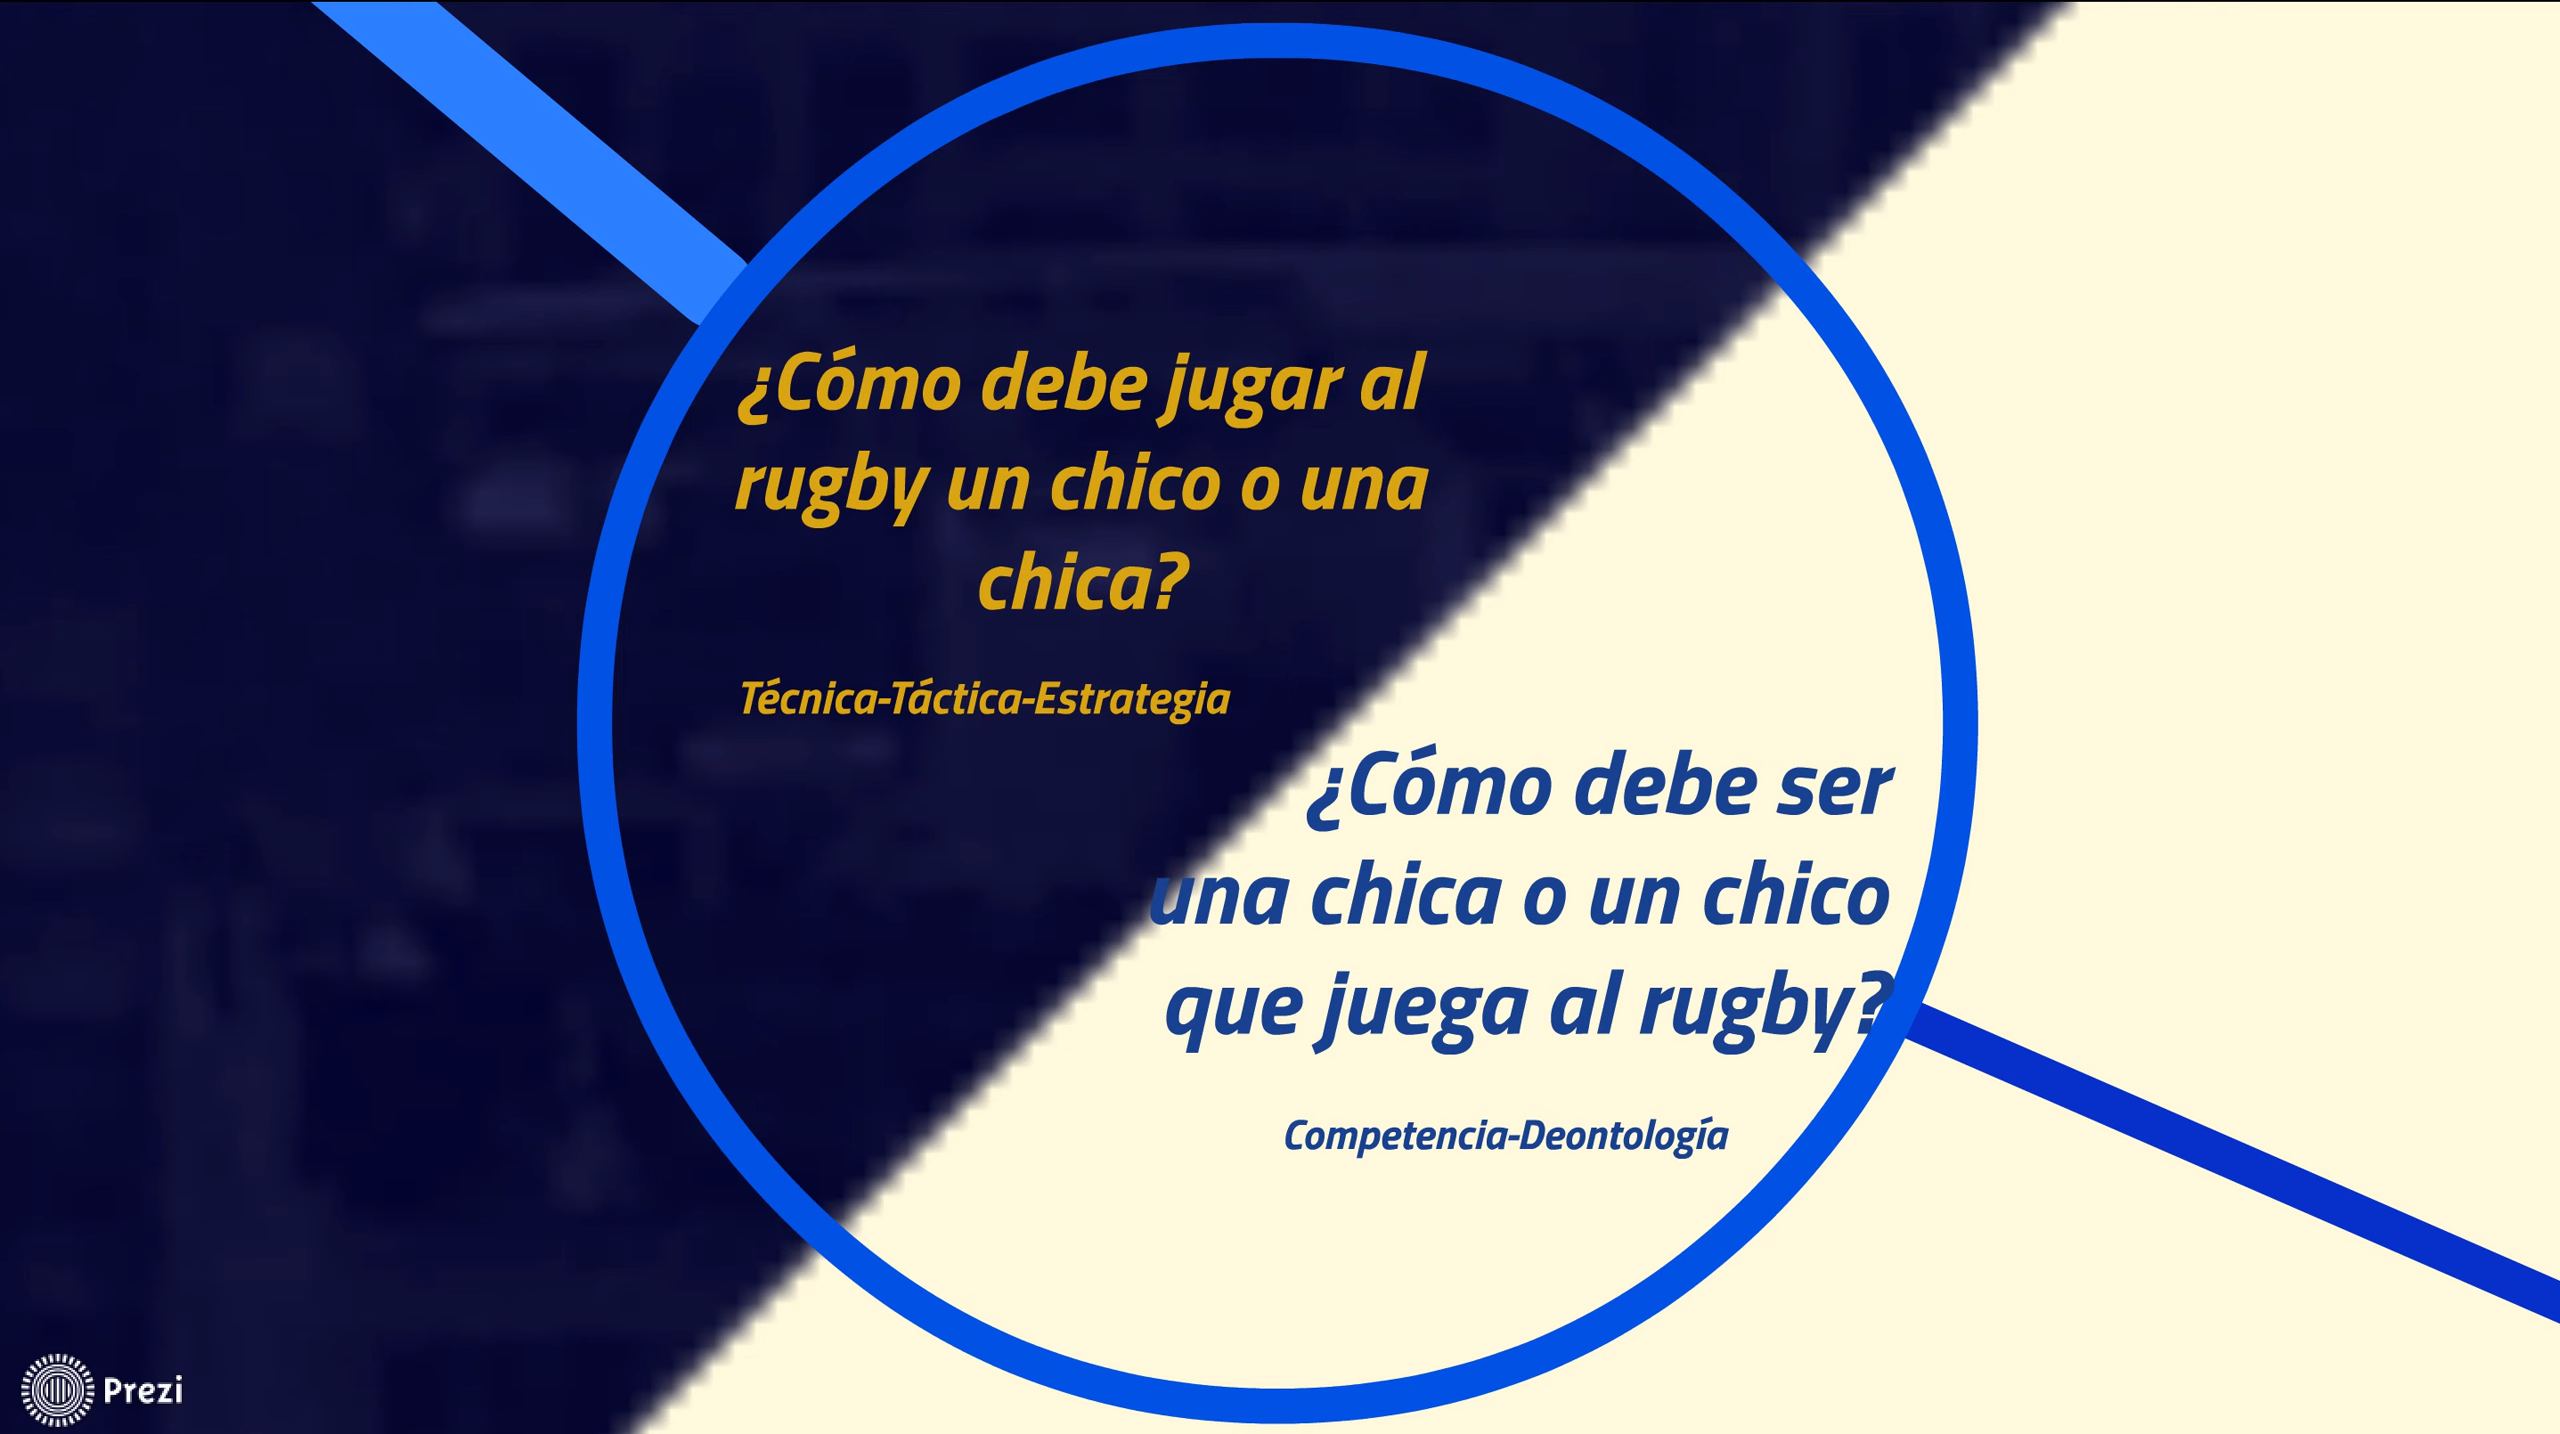 ¿Cómo debe jugar al
rugby un chico o una
chica?
Técnica-Táctica-Estrategia
¿Cómo debe ser
una chica o un chico
que juega al rugby?
Competencia-Deontología
Prezi